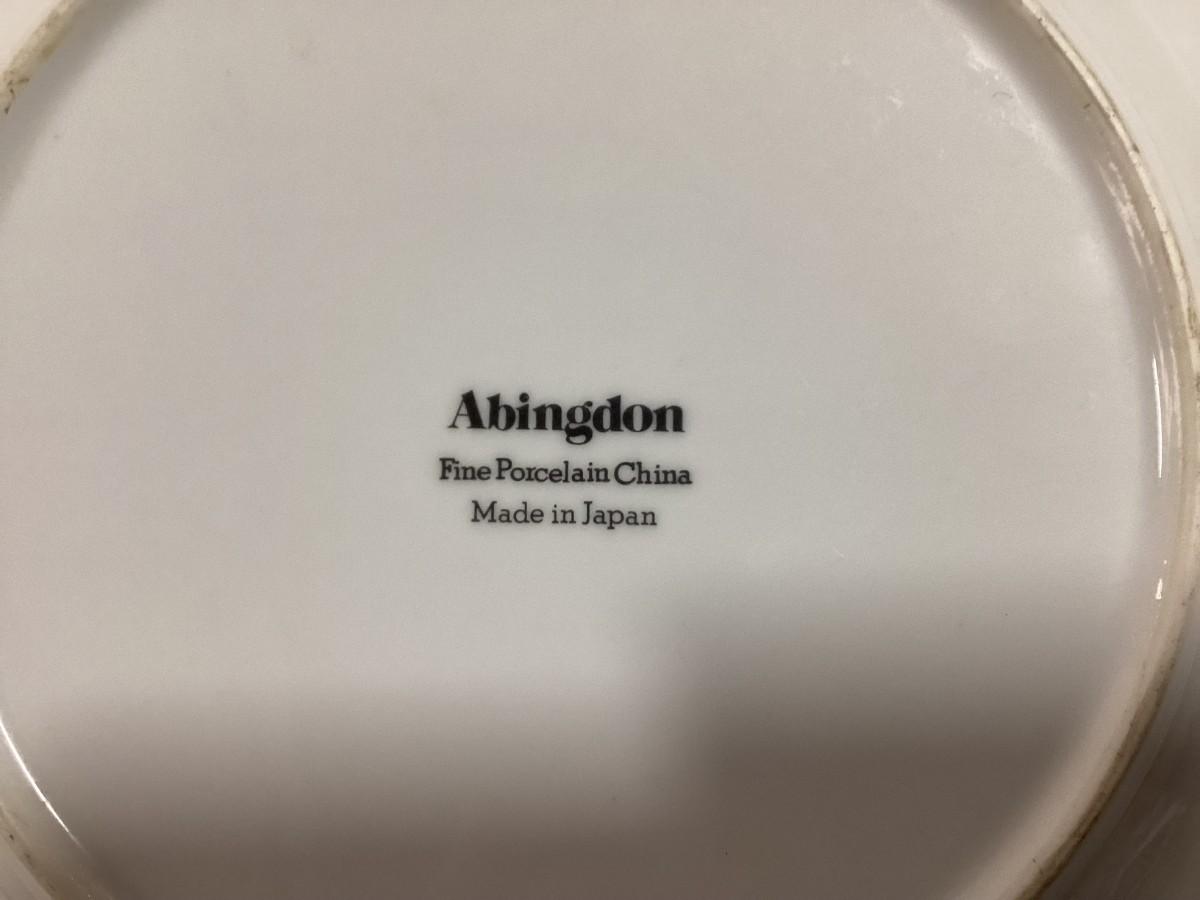 Abingdon
Fine Porcelain China
Made in Japan